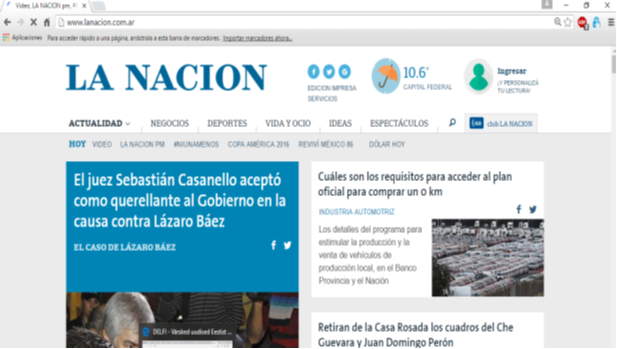 Video, LA NACION pm,
www.lanacion.com.ar
Aplicaciones Para acceder rápido a una página, arrástrala a esta barra de marcadores. Importar marcadores ahora...
LA NACION
EDICION IMPRESA
SERVICIOS
10.6°
CAPITAL FEDERAL
Ingresar
¡Y PERSONALIZÁ
TU LECTURA!
ACTUALIDAD NEGOCIOS DEPORTES VIDA Y OCIO IDEAS ESPECTÁCULOS club LA NACION
HOY VIDEO LA NACION PM #NIUNAMENOS COPA AMÉRICA 2016 REVIVÍ MÉXICO 86 DÓLAR HOY
El juez Sebastián Casanello aceptó
como querellante al Gobierno en la
causa contra Lázaro Báez
EL CASO DE LÁZARO BÁEZ
Cuáles son los requisitos para acceder al plan
oficial para comprar un 0 km
INDUSTRIA AUTOMOTRIZ
Los detalles del programa para
estimular la producción y la
venta de vehículos de
producción local, en el Banco
Provincia y el Nación
DELFI - Värsked uudised Eestist ...
Retiran de la Casa Rosada los cuadros del Che
Guevara y Juan Domingo Perón